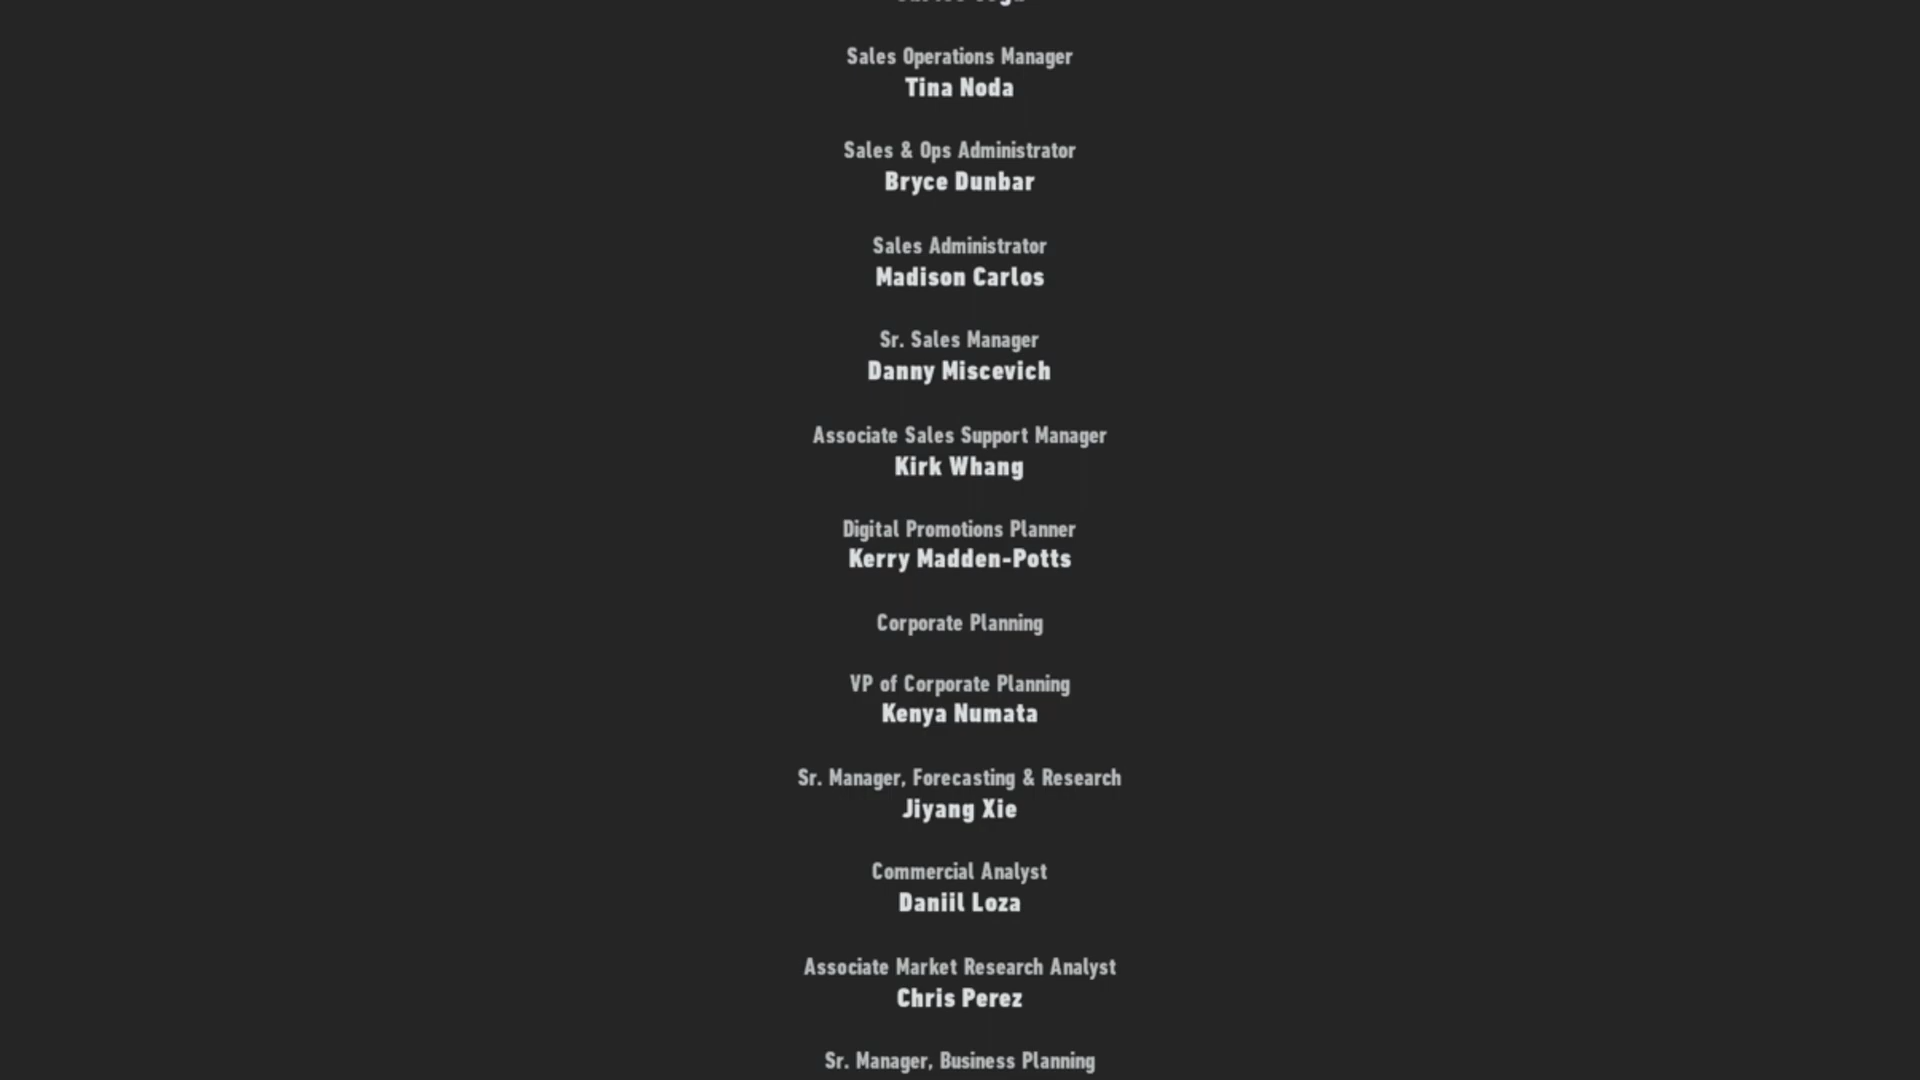 Sales Operations Manager
Tina Noda
Sales & Ops Administrator
Bryce Dunbar
Sales Administrator
Madison Carlos
Sr. Sales Manager
Danny Miscevich
Associate Sales Support Manager
Kirk Whang
Digital Promotions Planner
Kerry Madden-Potts
Corporate Planning
VP of Corporate Planning
Kenya Numata
Sr. Manager, Forecasting & Research
Jiyang Xie
Commercial Analyst
Daniil Loza
Associate Market Research Analyst
Chris Perez
Sr. Manager, Business Planning